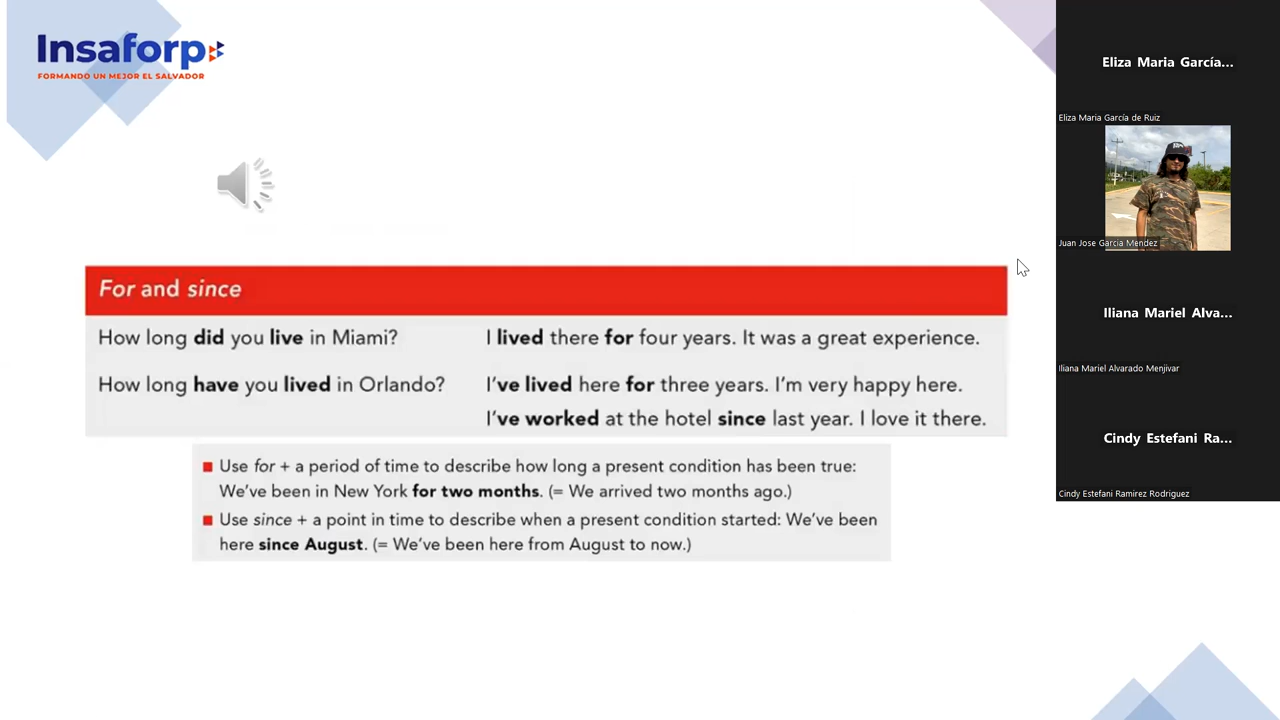 Insaforp
FORMANDO UN MEJOR EL SALVADOR
For and since
How long did you live in Miami? I lived there for four years. It was a great experience.
How long have you lived in Orlando? I've lived here for three years. I'm very happy here.
I've worked at the hotel since last year. I love it there.
Use for + a period of time to describe how long a present condition has been true:
We've been in New York for two months. (= We arrived two months ago.)
Use since + a point in time to describe when a present condition started: We've been
here since August. (= We've been here from August to now.)
Eliza Maria García...
Eliza Maria García de Ruiz
Juan Jose Garcia Mendez
Iliana Mariel Alva...
Iliana Mariel Alvarado Menjivar
Cindy Estefani Ra...
Cindy Estefani Ramirez Rodriguez